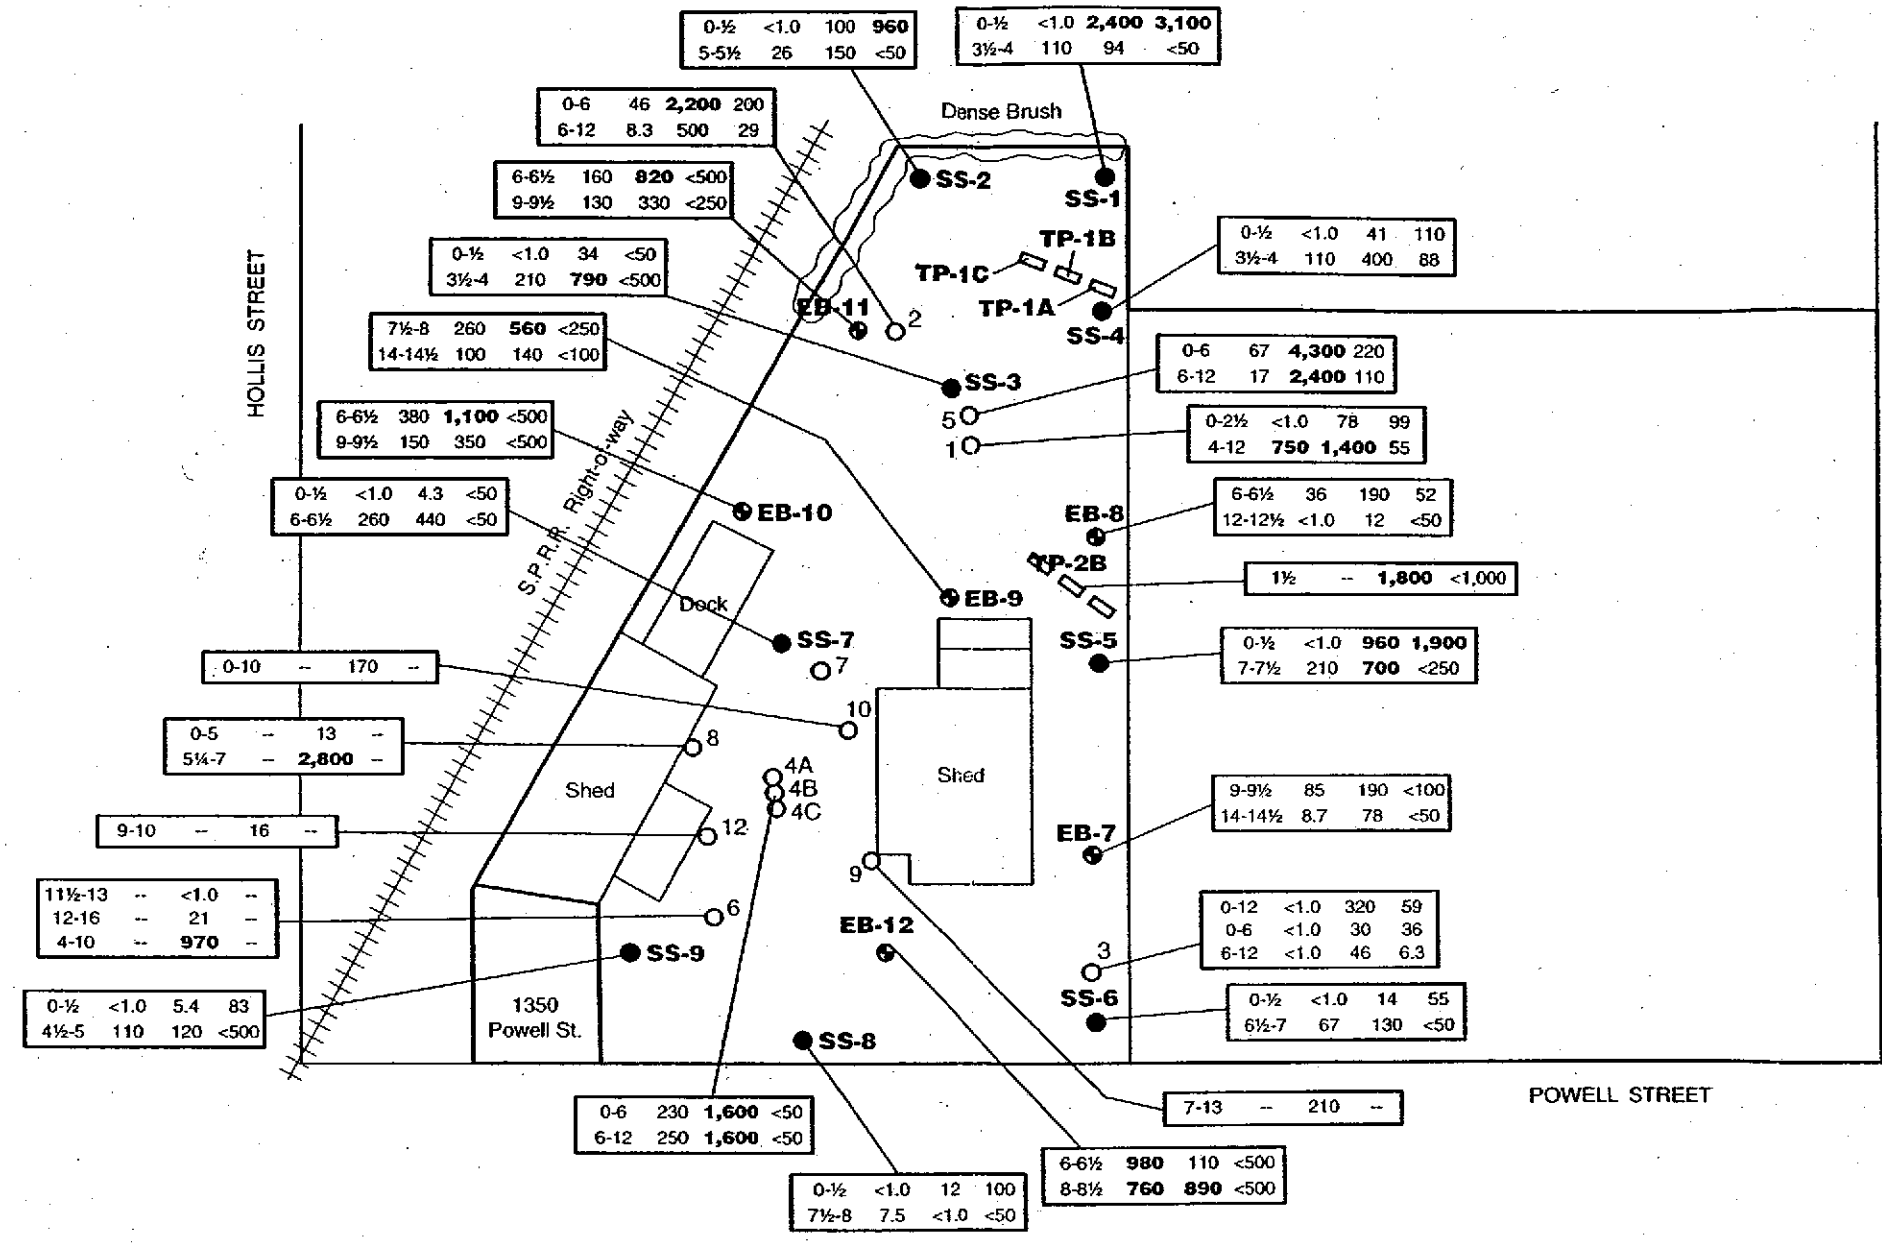 0-½ <1.0 100 960
5-5½ 26 150 <50
0-½ <1.0 2,400 3,100
3½-4 110 94 <50
0-6 46 2,200 200
6-12 8.3 500 29
Dense Brush
6-6½ 160 820 <500
9-9½ 130 330 <250
SS-2
SS-1
0-½ <1.0 34 <50
3½-4 210 790 <500
TP-1B
TP-1C
TP-1A
0-½ <1.0 41 110
3½-4 110 400 88
EB-11
2
SS-4
7½-8 260 560 <250
14-14½ 100 140 <100
HOLLIS STREET
0-6 67 4,300 220
6-12 17 2,400 110
SS-3
5
1
6-6½ 380 1,100 <500
9-9½ 150 350 <500
0-2½ <1.0 78 99
4-12 750 1,400 55
S.P.R.R. Right-of-way
0-½ <1.0 4.3 <50
6-6½ 260 440 <50
EB-10
EB-8
6-6½ 36 190 52
12-12½ <1.0 12 <50
TP-2B
1½ -- 1,800 <1,000
Dock
EB-9
SS-7
7
SS-5
0-½ <1.0 960 1,900
7-7½ 210 700 <250
0-10 -- 170 --
10
0-5 -- 13 --
5¼-7 -- 2,800 --
8
4A
4B
4C
Shed
Shed
9-9½ 85 190 <100
14-14½ 8.7 78 <50
9-10 -- 16 --
12
EB-7
9
11½-13 -- <1.0 --
12-16 -- 21 --
4-10 -- 970 --
6
EB-12
0-12 <1.0 320 59
0-6 <1.0 30 36
6-12 <1.0 46 6.3
SS-9
3
0-½ <1.0 5.4 83
4½-5 110 120 <500
1350
Powell St.
SS-6
0-½ <1.0 14 55
6½-7 67 130 <50
SS-8
POWELL STREET
0-6 230 1,600 <50
6-12 250 1,600 <50
7-13 -- 210 --
6-6½ 980 110 <500
8-8½ 760 890 <500
0-½ <1.0 12 100
7½-8 7.5 <1.0 <50